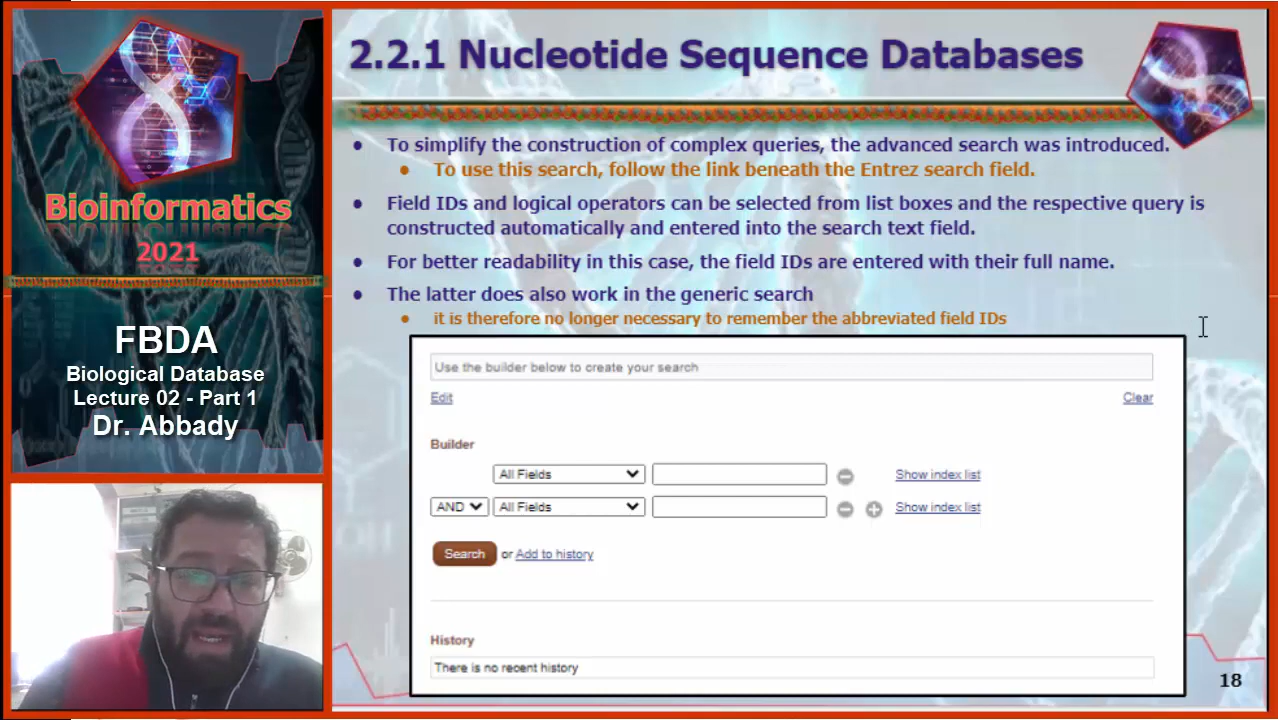 Bioinformatics
2021
FBDA
Biological Database
Lecture 02 - Part 1
Dr. Abbady
2.2.1 Nucleotide Sequence Databases
• To simplify the construction of complex queries, the advanced search was introduced.
• To use this search, follow the link beneath the Entrez search field.
• Field IDs and logical operators can be selected from list boxes and the respective query is
constructed automatically and entered into the search text field.
• For better readability in this case, the field IDs are entered with their full name.
• The latter does also work in the generic search
• it is therefore no longer necessary to remember the abbreviated field IDs
Use the builder below to create your search
Edit Clear
Builder
All Fields Show index list
AND All Fields Show index list
Search or Add to history
History
There is no recent history
18